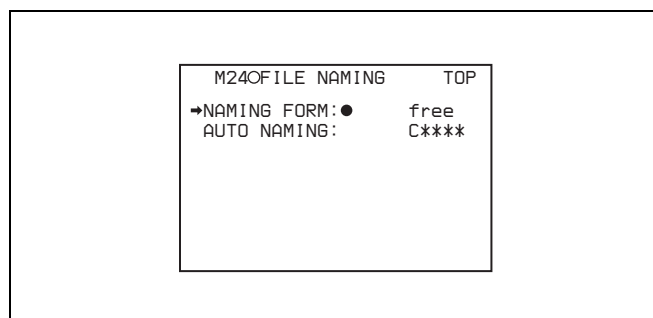 M24○FILE NAMING TOP
➔NAMING FORM:● free
AUTO NAMING: C****